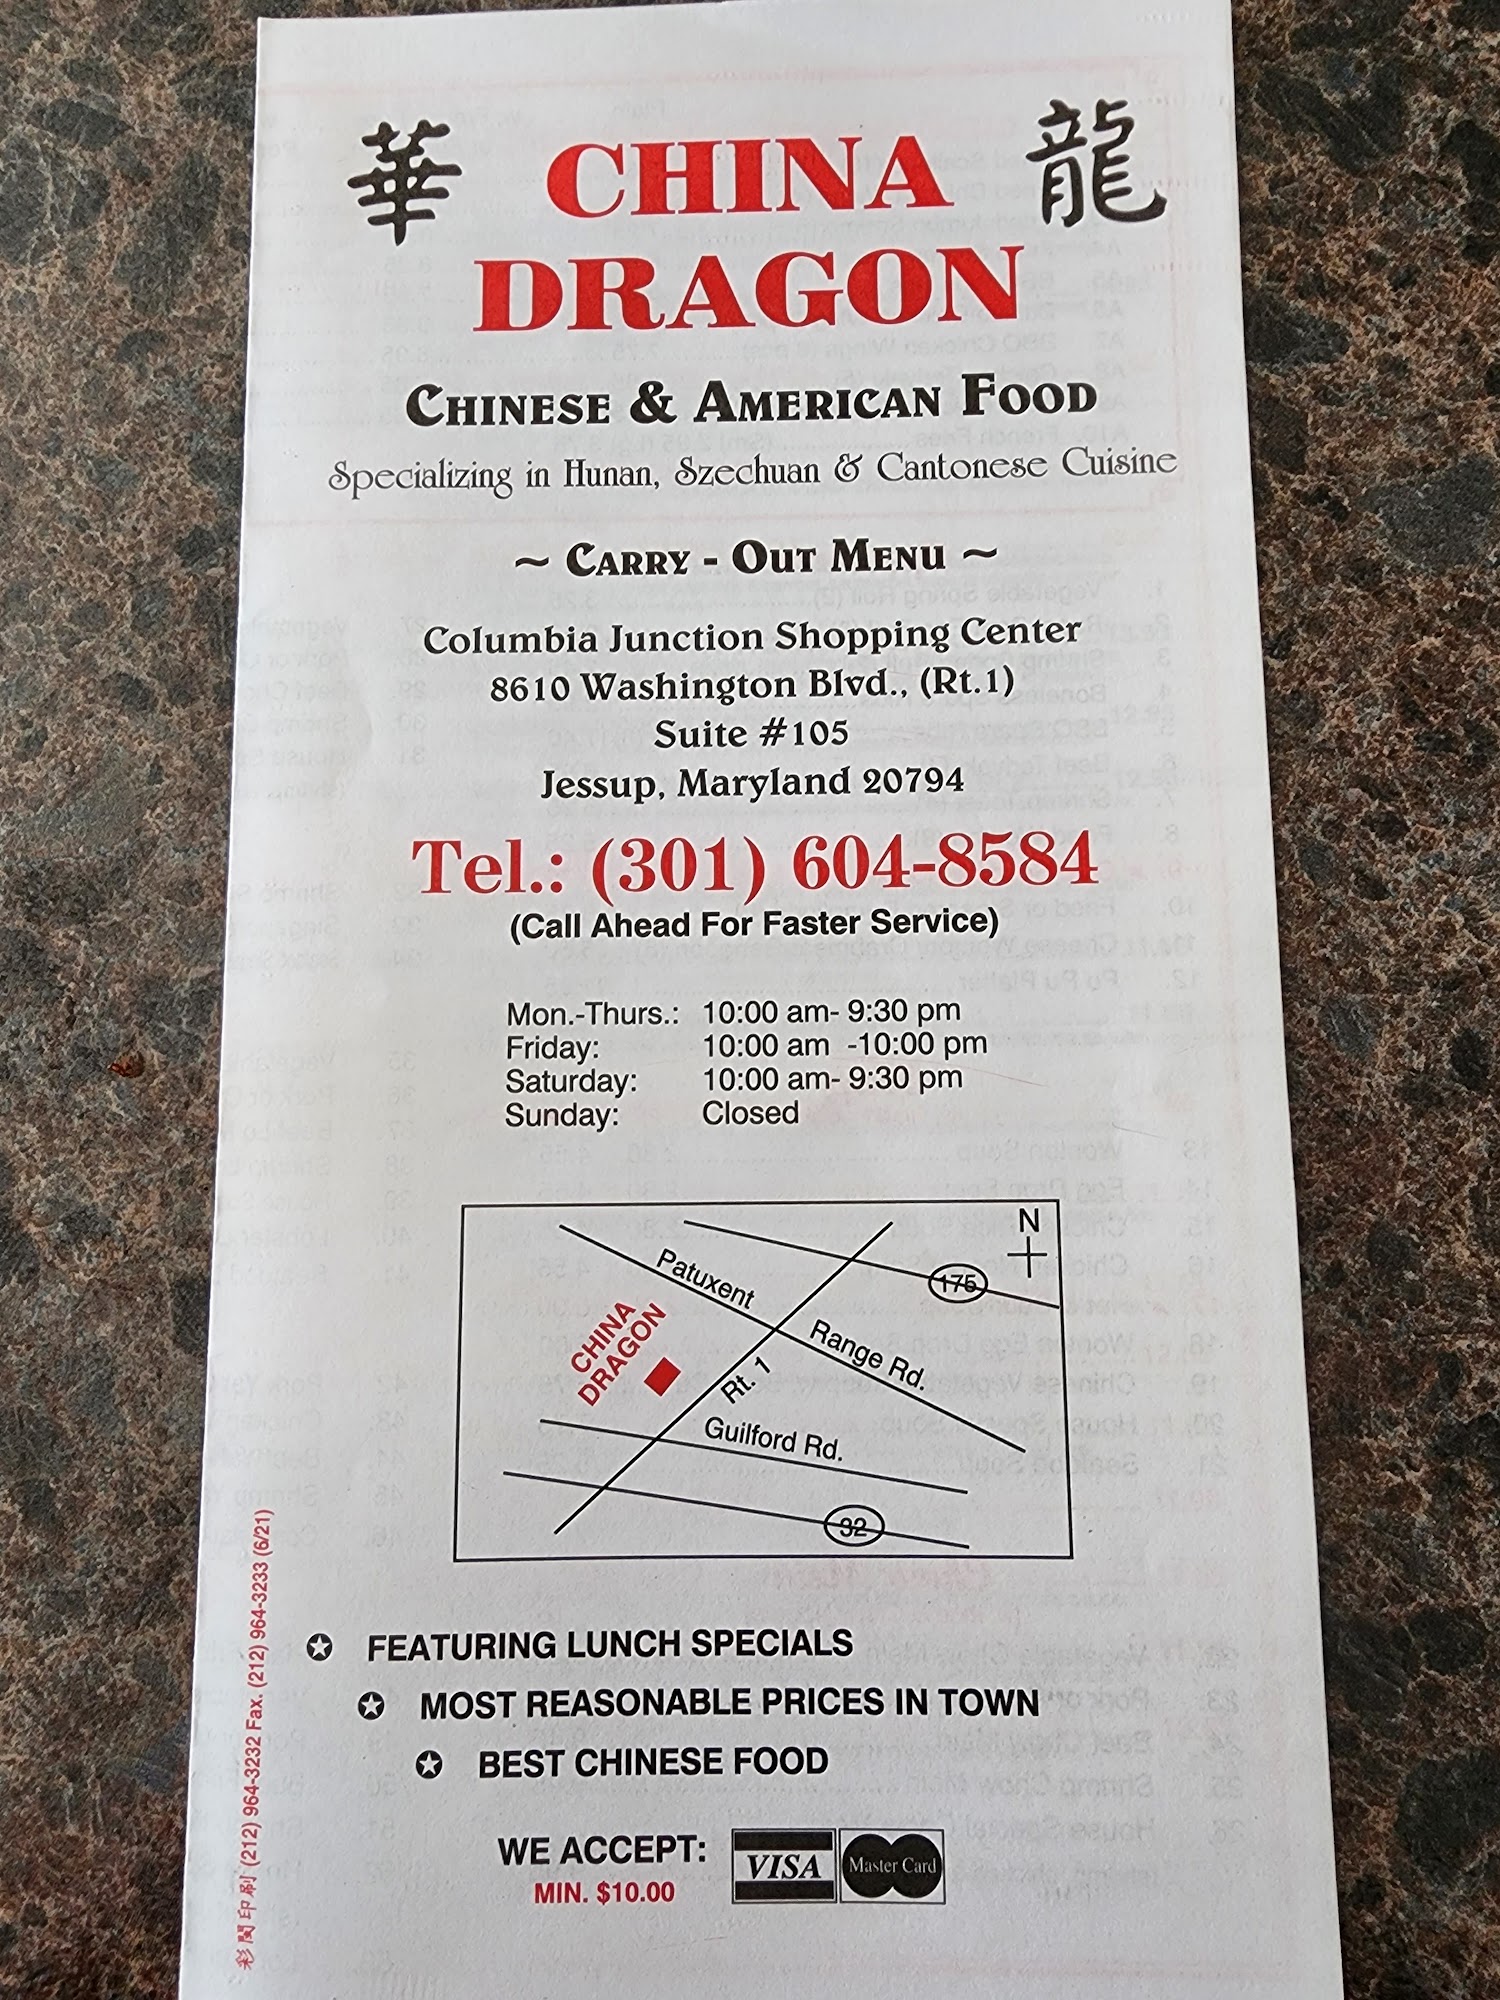 華 CHINA 龍
DRAGON
CHINESE & AMERICAN FOOD
Specializing in Hunan, Szechuan & Cantonese Cuisine
~ CARRY - OUT MENU ~
Columbia Junction Shopping Center
8610 Washington Blvd., (Rt.1)
Suite #105
Jessup, Maryland 20794
Tel.: (301) 604-8584
(Call Ahead For Faster Service)
Mon.-Thurs.: 10:00 am- 9:30 pm
Friday: 10:00 am -10:00 pm
Saturday: 10:00 am- 9:30 pm
Sunday: Closed
N
175
Patuxent Range Rd.
CHINA
DRAGON
Rt. 1
Guilford Rd.
32
FEATURING LUNCH SPECIALS
MOST REASONABLE PRICES IN TOWN
BEST CHINESE FOOD
WE ACCEPT: VISA Master Card
MIN. $10.00
彩閣印刷 (212) 964-3232 Fax. (212) 964-3233 (6/21)